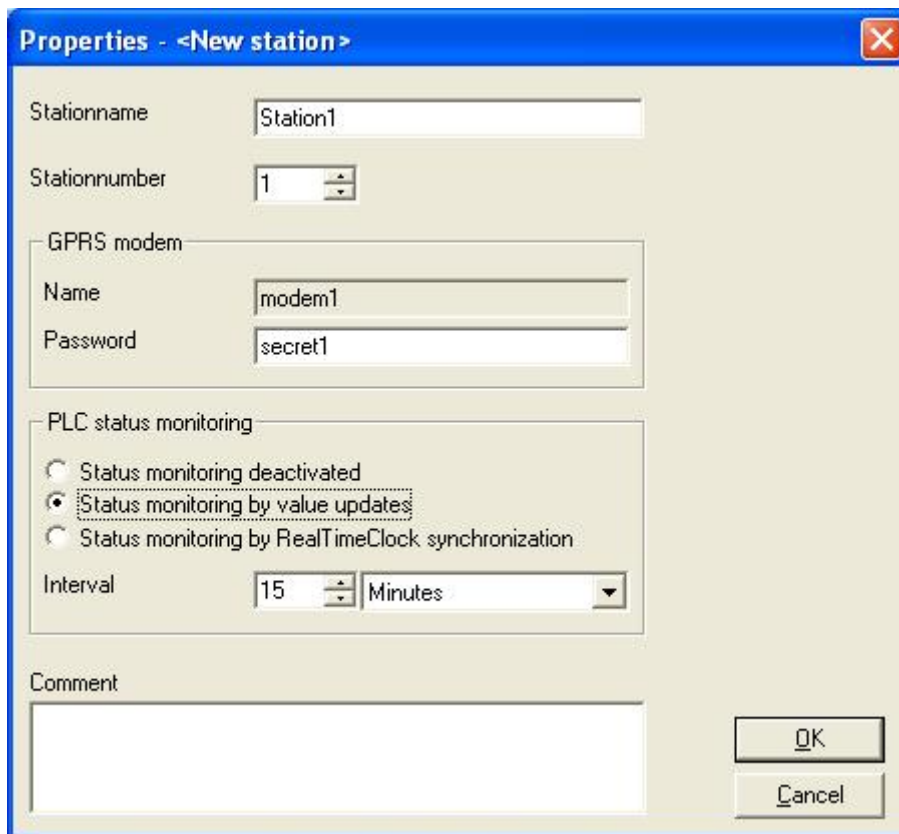 Properties - <New station>
Stationname Station1
Stationnumber 1
GPRS modem
Name modem1
Password secret1
PLC status monitoring
Status monitoring deactivated
Status monitoring by value updates
Status monitoring by RealTimeClock synchronization
Interval 15 Minutes
Comment
OK
Cancel